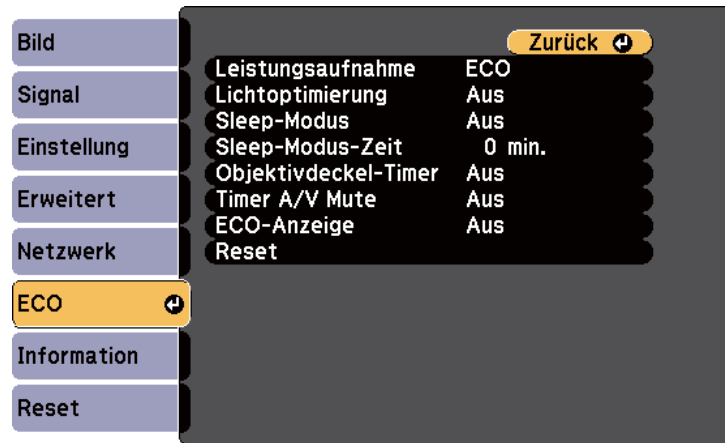 Bild
Signal
Einstellung
Erweitert
Netzwerk
ECO
Information
Reset
Zurück
Leistungsaufnahme ECO
Lichtoptimierung Aus
Sleep-Modus Aus
Sleep-Modus-Zeit 0 min.
Objektivdeckel-Timer Aus
Timer A/V Mute Aus
ECO-Anzeige Aus
Reset